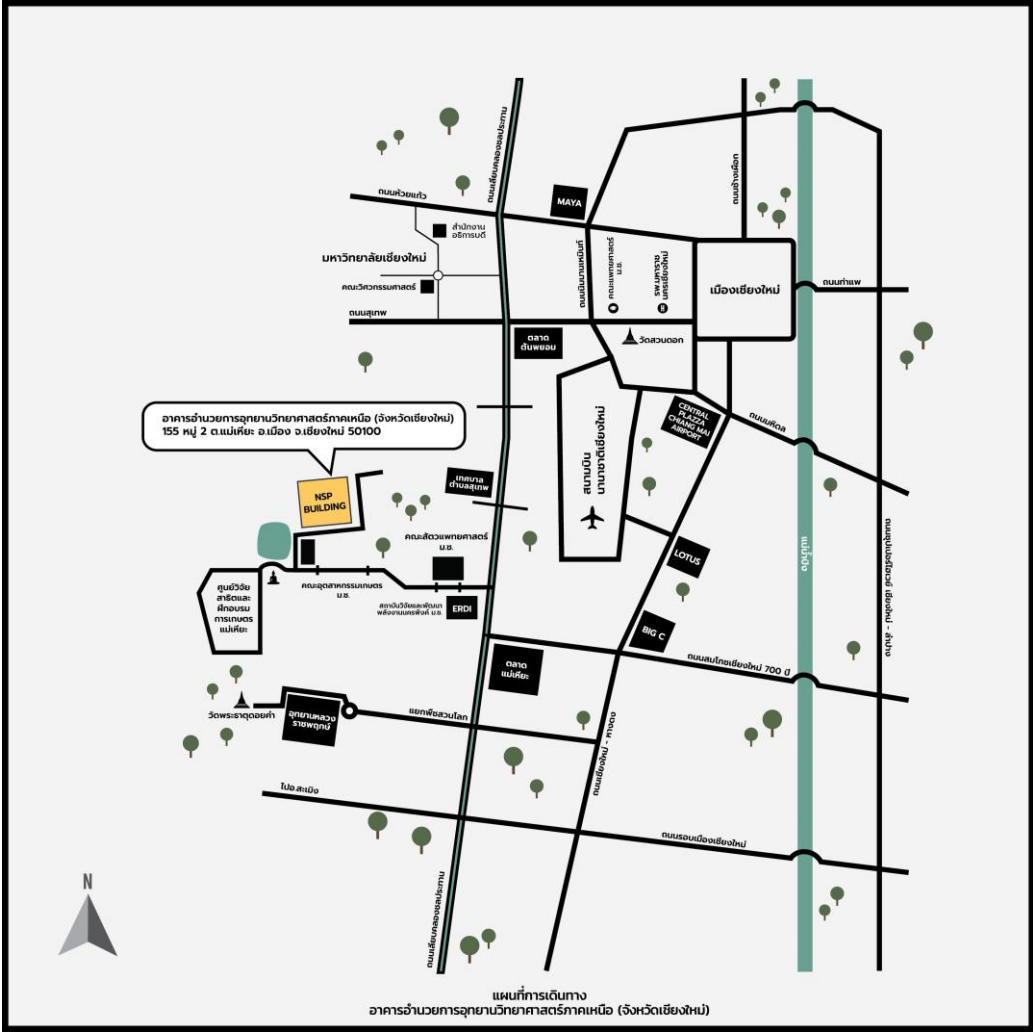 ถนนเลียบคลองชลประทาน
ถนนช้างเผือก
ถนนห้วยแก้ว
MAYA
สำนักงาน
อธิการบดี
มหาวิทยาลัยเชียงใหม่
คณะวิศวกรรมศาสตร์
ถนนนิมมานเหมินท์
คณะแพทยศาสตร์
ม.ช.
รพ.มหาราช
นครเชียงใหม่
เมืองเชียงใหม่
ถนนท่าแพ
ถนนสุเทพ
ตลาด
ต้นพยอม
วัดสวนดอก
อาคารอำนวยการอุทยานวิทยาศาสตร์ภาคเหนือ (จังหวัดเชียงใหม่)
155 หมู่ 2 ต.แม่เหียะ อ.เมือง จ.เชียงใหม่ 50100
CENTRAL
PLAZZA
CHIANG MAI
AIRPORT
ถนนมหิดล
สนามบิน
นานาชาติเชียงใหม่
NSP
BUILDING
เทศบาล
ตำบลสุเทพ
คณะสัตวแพทยศาสตร์
ม.ช.
LOTUS
แม่น้ำปิง
ถนนซุปเปอร์ไฮเวย์ เชียงใหม่ - ลำปาง
ศูนย์วิจัย
สาธิตและ
ฝึกอบรม
การเกษตร
แม่เหียะ
คณะอุตสาหกรรมเกษตร
ม.ช.
สถาบันวิจัยและพัฒนา
พลังงานนครพิงค์ ม.ช.
ERDI
BIG C
ถนนสมโภชเชียงใหม่ 700 ปี
ตลาด
แม่เหียะ
วัดพระธาตุดอยคำ
อุทยานหลวง
ราชพฤกษ์
แยกพืชสวนโลก
ถนนเชียงใหม่ - หางดง
ไปอ.สะเมิง
ถนนรอบเมืองเชียงใหม่
ถนนเลียบคลองชลประทาน
N
แผนที่การเดินทาง
อาคารอำนวยการอุทยานวิทยาศาสตร์ภาคเหนือ (จังหวัดเชียงใหม่)